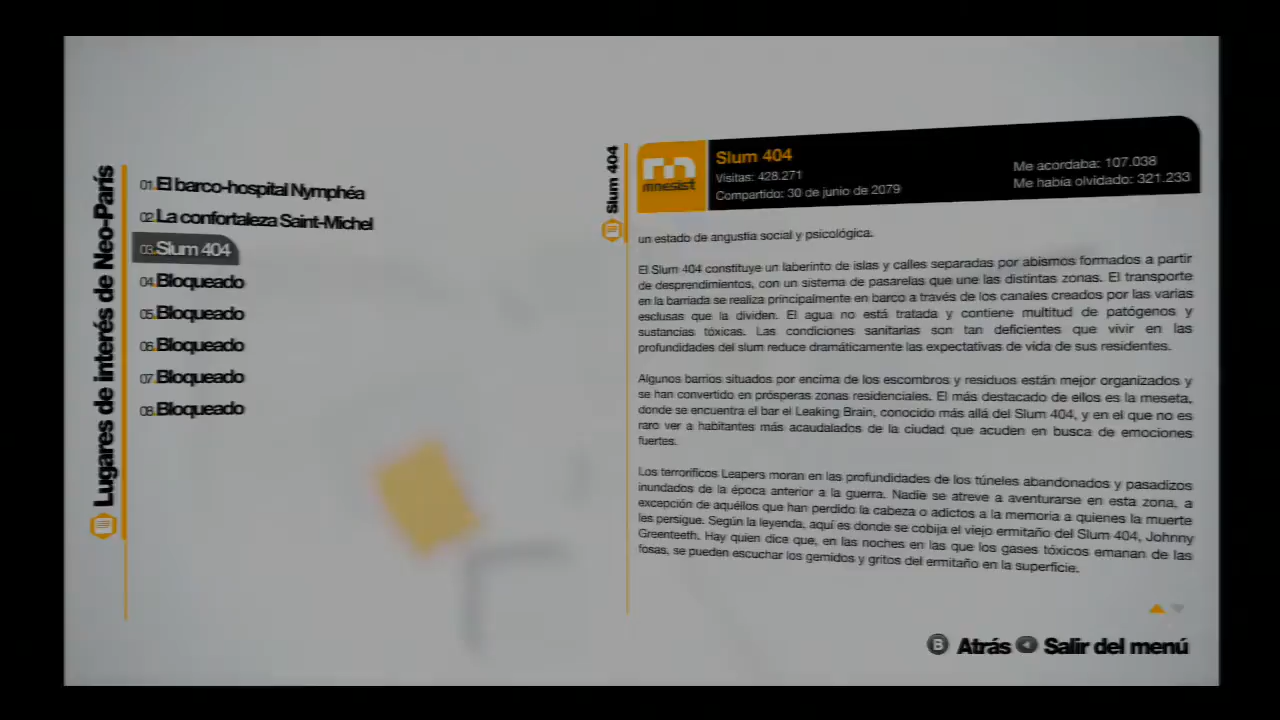 Lugares de interés de Neo-París
01.El barco-hospital Nymphéa
02.La confortaleza Saint-Michel
03.Slum 404
04.Bloqueado
05.Bloqueado
06.Bloqueado
07.Bloqueado
08.Bloqueado
Slum 404
mnesist
Slum 404
Visitas: 428.271
Compartido: 30 de junio de 2079
Me acordaba: 107.038
Me había olvidado: 321.233
un estado de angustia social y psicológica.
El Slum 404 constituye un laberinto de islas y calles separadas por abismos formados a partir
de desprendimientos, con un sistema de pasarelas que une las distintas zonas. El transporte
en la barriada se realiza principalmente en barco a través de los canales creados por las varias
esclusas que la dividen. El agua no está tratada y contiene multitud de patógenos y
sustancias tóxicas. Las condiciones sanitarias son tan deficientes que vivir en las
profundidades del slum reduce dramáticamente las expectativas de vida de sus residentes.
Algunos barrios situados por encima de los escombros y residuos están mejor organizados y
se han convertido en prósperas zonas residenciales. El más destacado de ellos es la meseta,
donde se encuentra el bar el Leaking Brain, conocido más allá del Slum 404, y en el que no es
raro ver a habitantes más acaudalados de la ciudad que acuden en busca de emociones
fuertes.
Los terroríficos Leapers moran en las profundidades de los túneles abandonados y pasadizos
inundados de la época anterior a la guerra. Nadie se atreve a aventurarse en esta zona, a
excepción de aquéllos que han perdido la cabeza o adictos a la memoria a quienes la muerte
les persigue. Según la leyenda, aquí es donde se cobija el viejo ermitaño del Slum 404, Johnny
Greenteeth. Hay quien dice que, en las noches en las que los gases tóxicos emanan de las
fosas, se pueden escuchar los gemidos y gritos del ermitaño en la superficie.
B Atrás Salir del menú